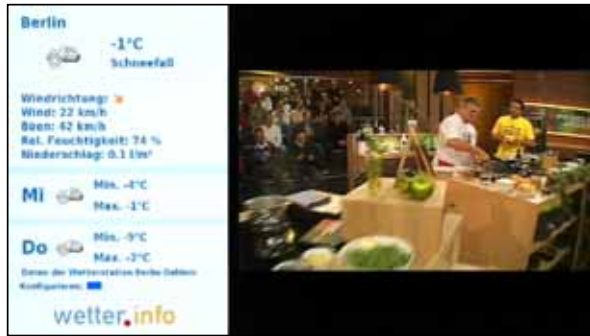 Berlin
-1°C
Schneefall
Windrichtung:
Wind: 22 km/h
Böen: 42 km/h
Rel. Feuchtigkeit: 74 %
Niederschlag: 0.1 l/m²
Mi
Min. -4°C
Max. -1°C
Do
Min. -9°C
Max. -2°C
Daten der Wetterstation Berlin-Dahlem
Konfigurieren:
wetter.info